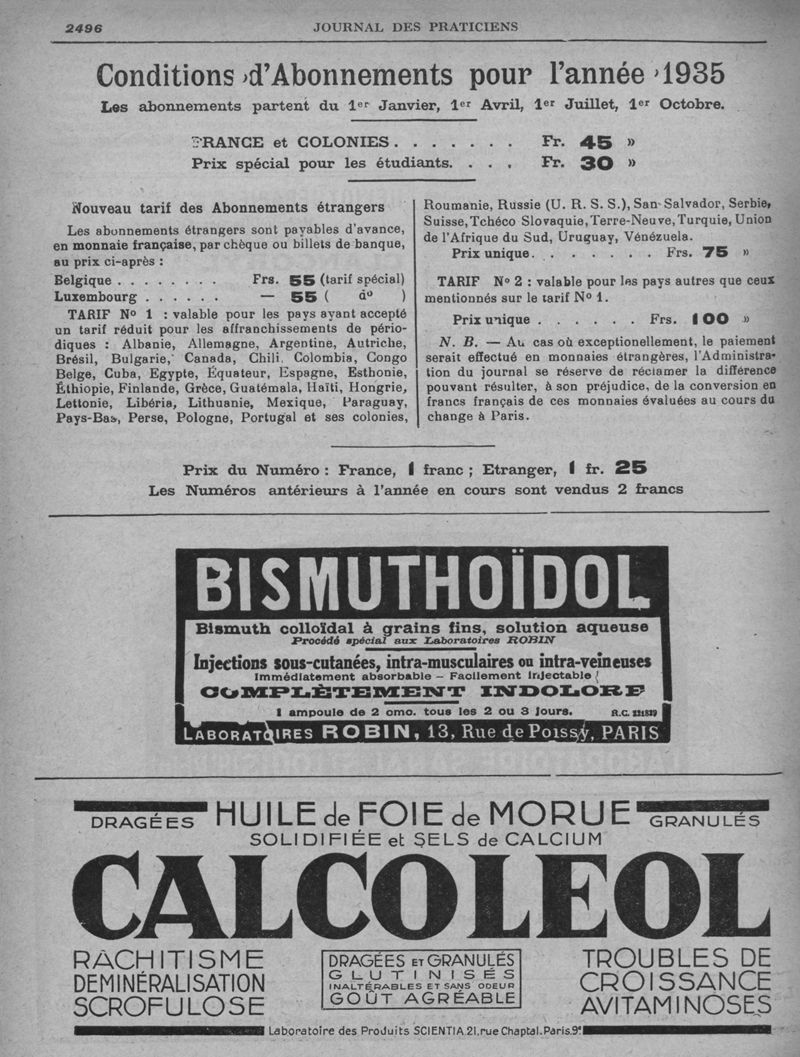 2496
JOURNAL DES PRATICIENS
Conditions d'Abonnements pour l'année 1935
Les abonnements partent du 1er Janvier, 1er Avril, 1er Juillet, 1er Octobre.
FRANCE et COLONIES . . . . . . . Fr. 45 »
Prix spécial pour les étudiants. . . . Fr. 30 »
Nouveau tarif des Abonnements étrangers
Les abonnements étrangers sont payables d'avance,
en monnaie française, par chèque ou billets de banque,
au prix ci-après :
Belgique . . . . . . . . Frs. 55 (tarif spécial)
Luxembourg . . . . . . — 55 ( do )
TARIF No 1 : valable pour les pays ayant accepté
un tarif réduit pour les affranchissements de pério-
diques : Albanie, Allemagne, Argentine, Autriche,
Brésil, Bulgarie, Canada, Chili, Colombia, Congo
Belge, Cuba, Egypte, Équateur, Espagne, Esthonie,
Éthiopie, Finlande, Grèce, Guatémala, Haïti, Hongrie,
Lettonie, Libéria, Lithuanie, Mexique, Paraguay,
Pays-Bas, Perse, Pologne, Portugal et ses colonies,
Roumanie, Russie (U. R. S. S.), San-Salvador, Serbie,
Suisse, Tchéco Slovaquie, Terre-Neuve, Turquie, Union
de l'Afrique du Sud, Uruguay, Vénézuela.
Prix unique. . . . . . . . Frs. 75 »
TARIF No 2 : valable pour les pays autres que ceux
mentionnés sur le tarif No 1.
Prix unique . . . . . . Frs. 100 »
N. B. — Au cas où exceptionellement, le paiement
serait effectué en monnaies étrangères, l'Administra-
tion du journal se réserve de réclamer la différence
pouvant résulter, à son préjudice, de la conversion en
francs français de ces monnaies évaluées au cours du
change à Paris.
Prix du Numéro : France, 1 franc ; Etranger, 1 fr. 25
Les Numéros antérieurs à l'année en cours sont vendus 2 francs
BISMUTHOÏDOL
Bismuth colloïdal à grains fins, solution aqueuse
Procédé spécial aux Laboratoires ROBIN
Injections sous-cutanées, intra-musculaires ou intra-veineuses
Immédiatement absorbable – Facilement injectable
COMPLÈTEMENT INDOLORE
1 ampoule de 2 cmc. tous les 2 ou 3 jours. R.C. 221839
LABORATOIRES ROBIN, 13, Rue de Poissy, PARIS
DRAGÉES HUILE de FOIE de MORUE GRANULÉS
SOLIDIFIÉE et SELS de CALCIUM
CALCOLEOL
RACHITISME
DEMINÉRALISATION
SCROFULOSE
DRAGÉES ET GRANULÉS
GLUTINISÉS
INALTÉRABLES ET SANS ODEUR
GOÛT AGRÉABLE
TROUBLES DE
CROISSANCE
AVITAMINOSES
Laboratoire des Produits SCIENTIA. 21, rue Chaptal. Paris. 9e